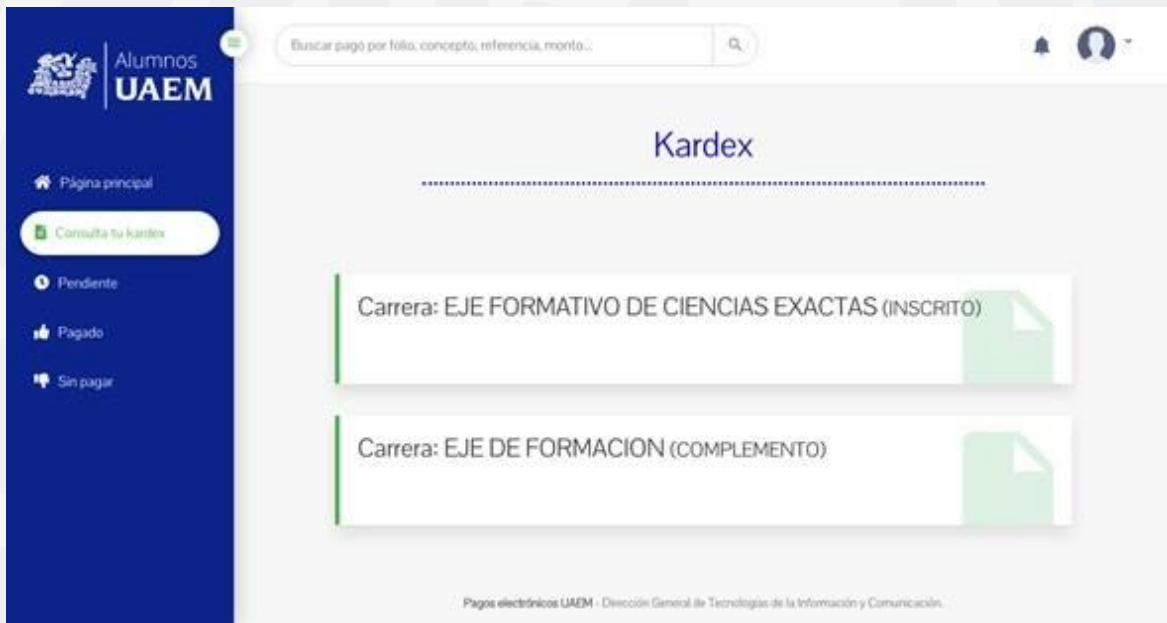 Alumnos
UAEM
Buscar pago por folio, concepto, referencia, monto...
Kardex
Página principal
Consulta tu kardex
Pendiente
Pagado
Sin pagar
Carrera: EJE FORMATIVO DE CIENCIAS EXACTAS (INSCRITO)
Carrera: EJE DE FORMACION (COMPLEMENTO)
Pagos electrónicos UAEM - Dirección General de Tecnologías de la Información y Comunicación.